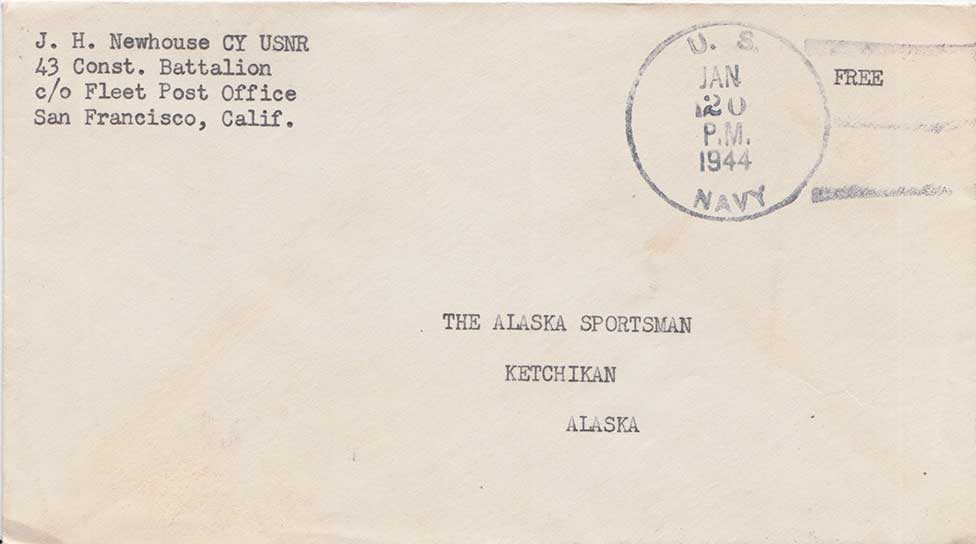 J. H. Newhouse CY USNR
43 Const. Battalion
c/o Fleet Post Office
San Francisco, Calif.
U. S.
JAN
20
P.M.
1944
NAVY
FREE
THE ALASKA SPORTSMAN
KETCHIKAN
ALASKA